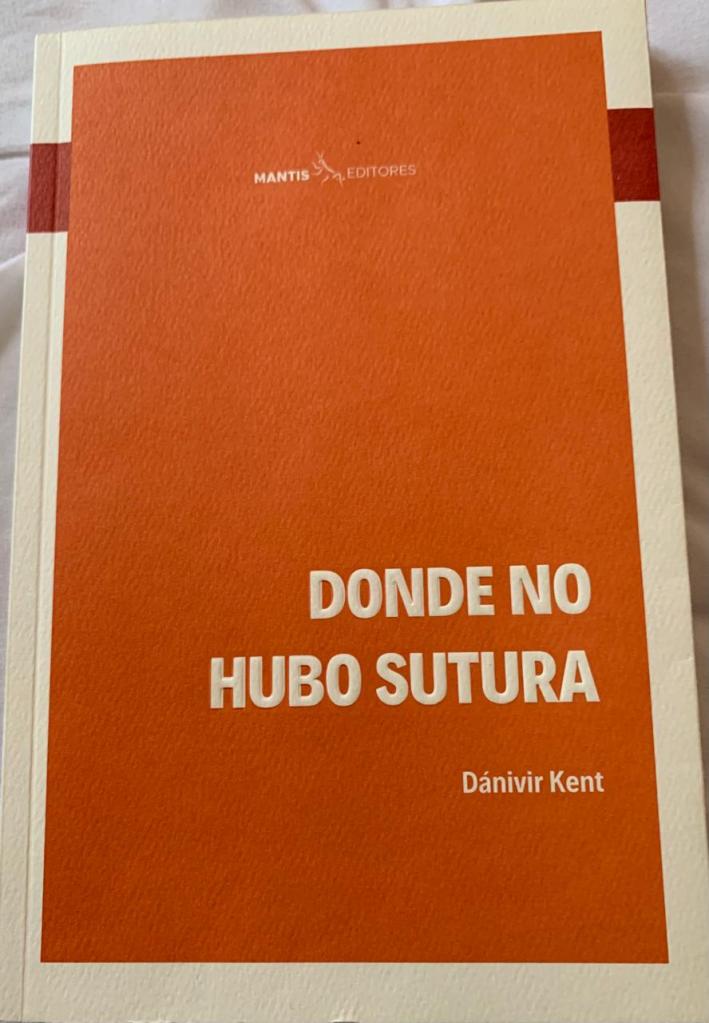 MANTIS EDITORES
DONDE NO
HUBO SUTURA
Dánivir Kent